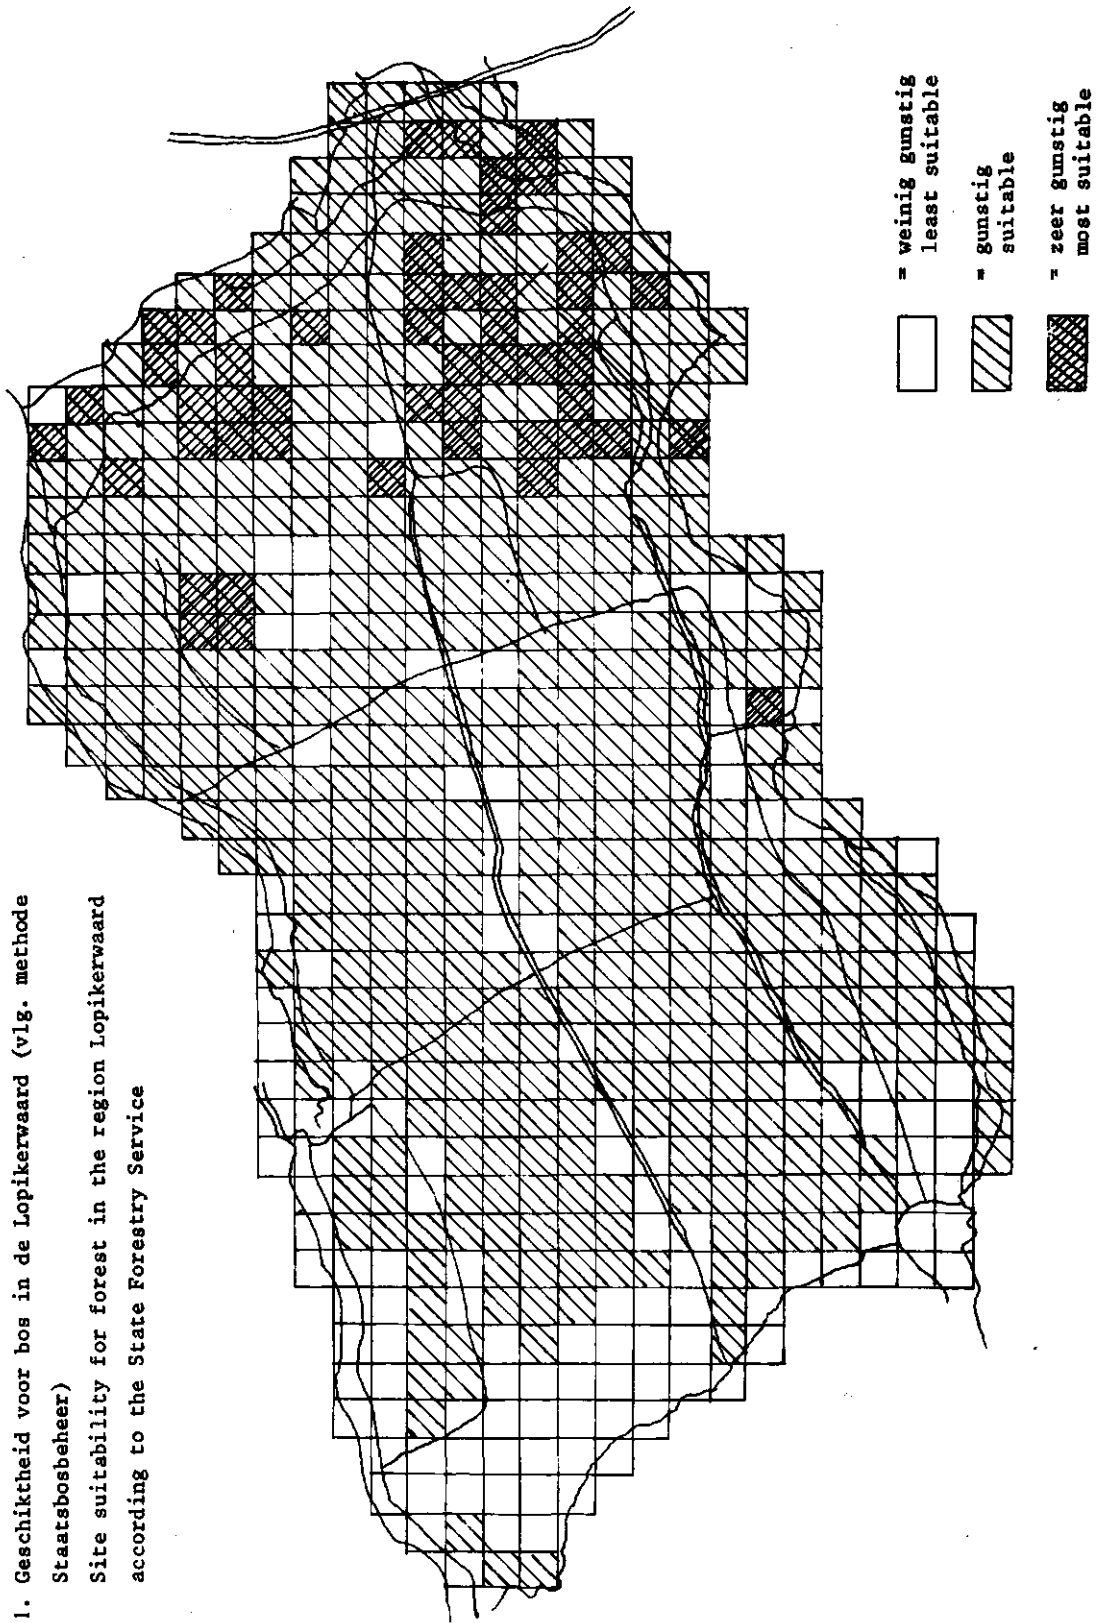 1. Geschiktheid voor bos in de Lopikerwaard (vlg. methode
Staatsbosbeheer)
Site suitability for forest in the region Lopikerwaard
according to the State Forestry Service
= weinig gunstig
least suitable
= gunstig
suitable
= zeer gunstig
most suitable